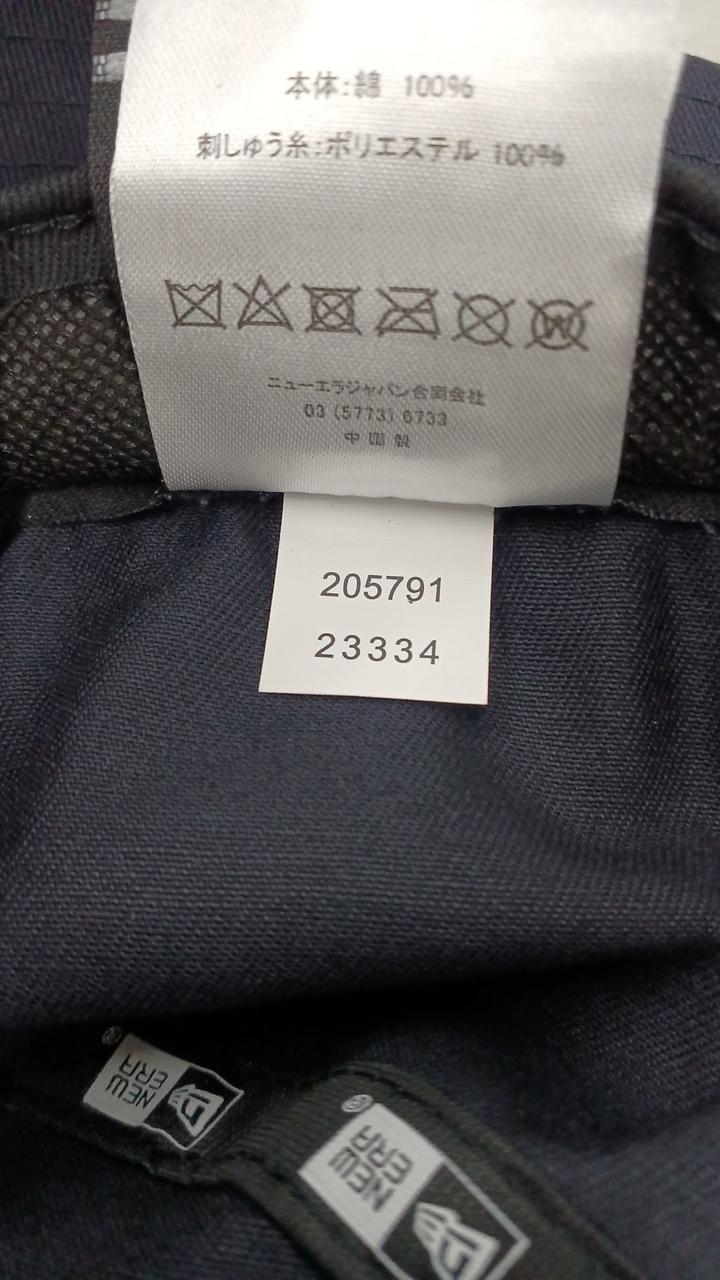 本体:綿 100%
刺しゅう糸:ポリエステル 100%
W
ニューエラジャパン合同会社
03 (5773) 6733
中国製
205791
23334
®
NEW
ERA
®
NEW
ERA